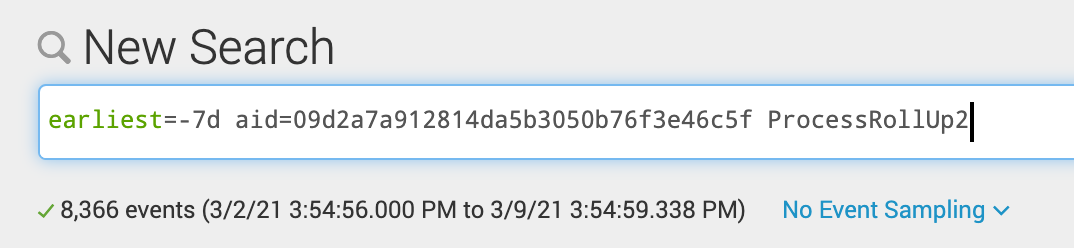 New Search
earliest=-7d aid=09d2a7a912814da5b3050b76f3e46c5f ProcessRollUp2
8,366 events (3/2/21 3:54:56.000 PM to 3/9/21 3:54:59.338 PM) No Event Sampling